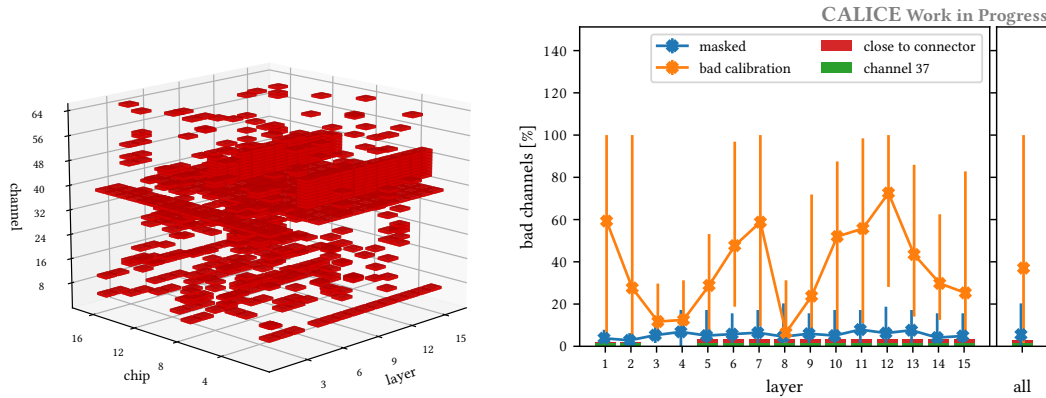 CALICE Work in Progress
64
56
48
40
32
24
16
8
channel
16
12
8
4
chip
3
6
9
12
15
layer
140
120
100
80
60
40
20
0
bad channels [%]
masked
bad calibration
close to connector
channel 37
1 2 3 4 5 6 7 8 9 10 11 12 13 14 15
layer
all